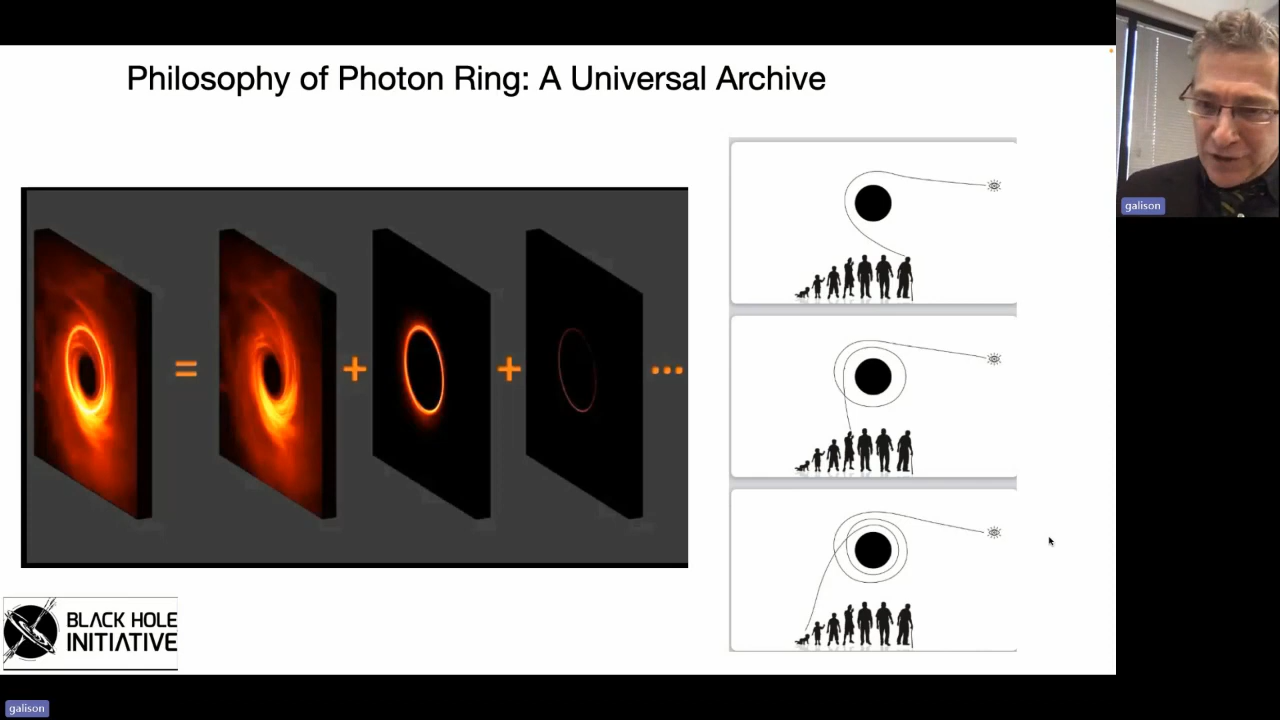 Philosophy of Photon Ring: A Universal Archive
galison
=
+
+
...
BLACK HOLE
INITIATIVE
galison